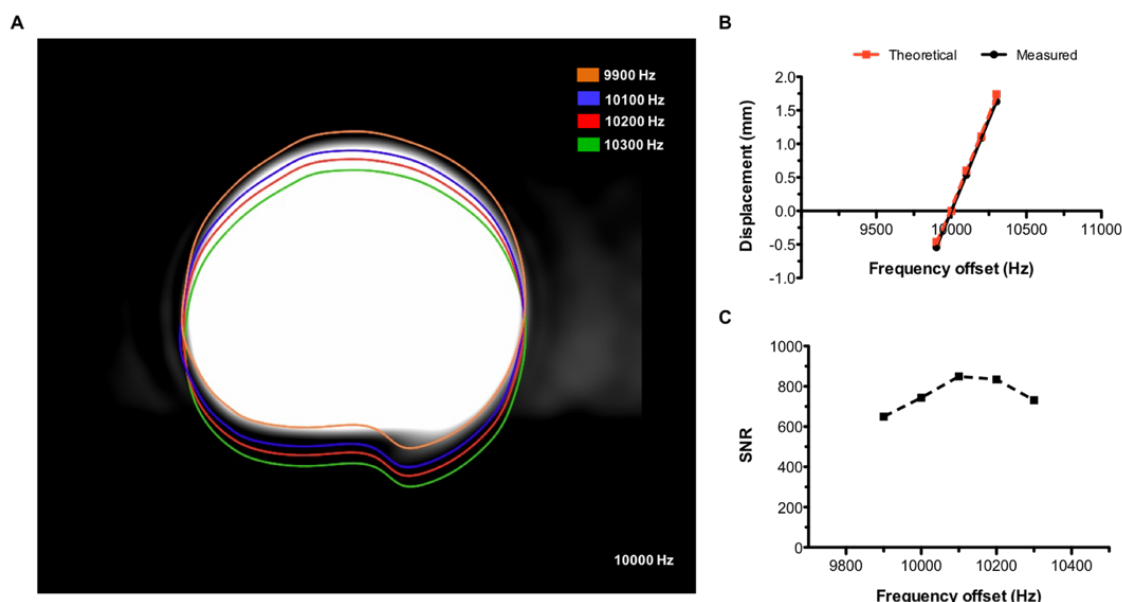 A
9900 Hz
10100 Hz
10200 Hz
10300 Hz
10000 Hz
B
Theoretical Measured
Displacement (mm)
2.0
1.5
1.0
0.5
0.0
-0.5
-1.0
9500 10000 10500 11000
Frequency offset (Hz)
C
SNR
1000
800
600
400
200
0
9800 10000 10200 10400
Frequency offset (Hz)